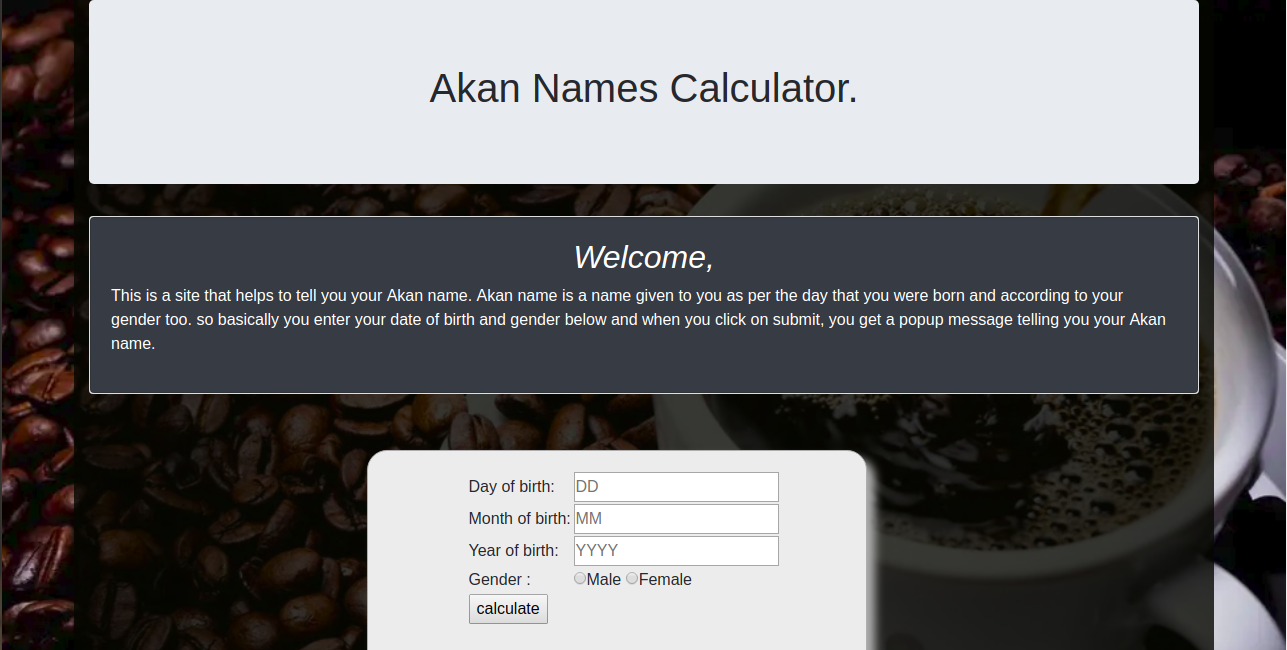 Akan Names Calculator.
Welcome,
This is a site that helps to tell you your Akan name. Akan name is a name given to you as per the day that you were born and according to your
gender too. so basically you enter your date of birth and gender below and when you click on submit, you get a popup message telling you your Akan
name.
Day of birth: DD
Month of birth: MM
Year of birth: YYYY
Gender : Male Female
calculate